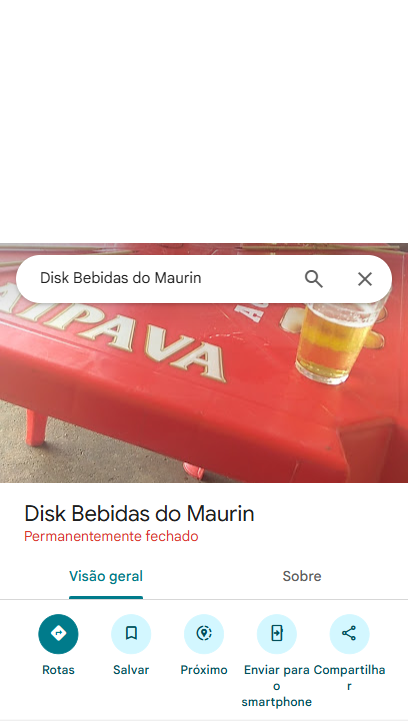 Disk Bebidas do Maurin
AIPAVA
Disk Bebidas do Maurin
Permanentemente fechado
Visão geral
Sobre
Rotas
Salvar
Próximo
Enviar para
o
smartphone
Compartilha
r